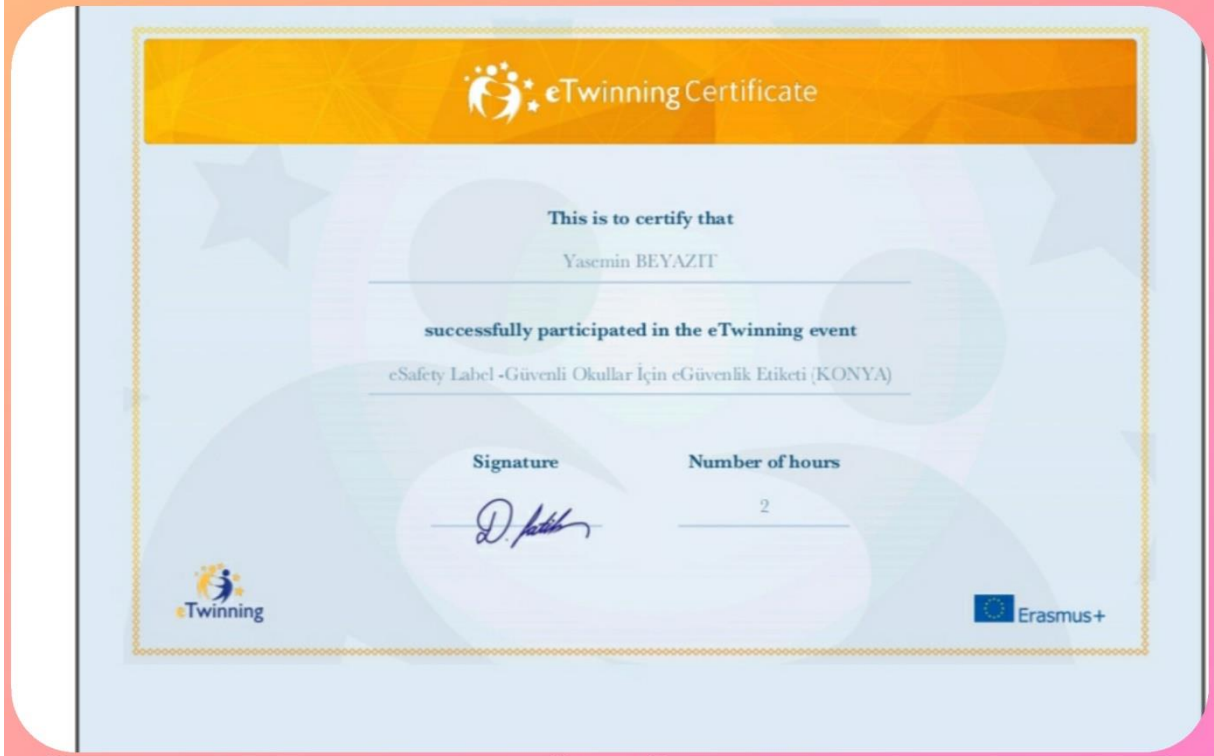 eTwinning Certificate
This is to certify that
Yasemin BEYAZIT
successfully participated in the eTwinning event
eSafety Label -Güvenli Okullar İçin eGüvenlik Etiketi (KONYA)
Signature Number of hours
D. fatih 2
eTwinning
Erasmus+